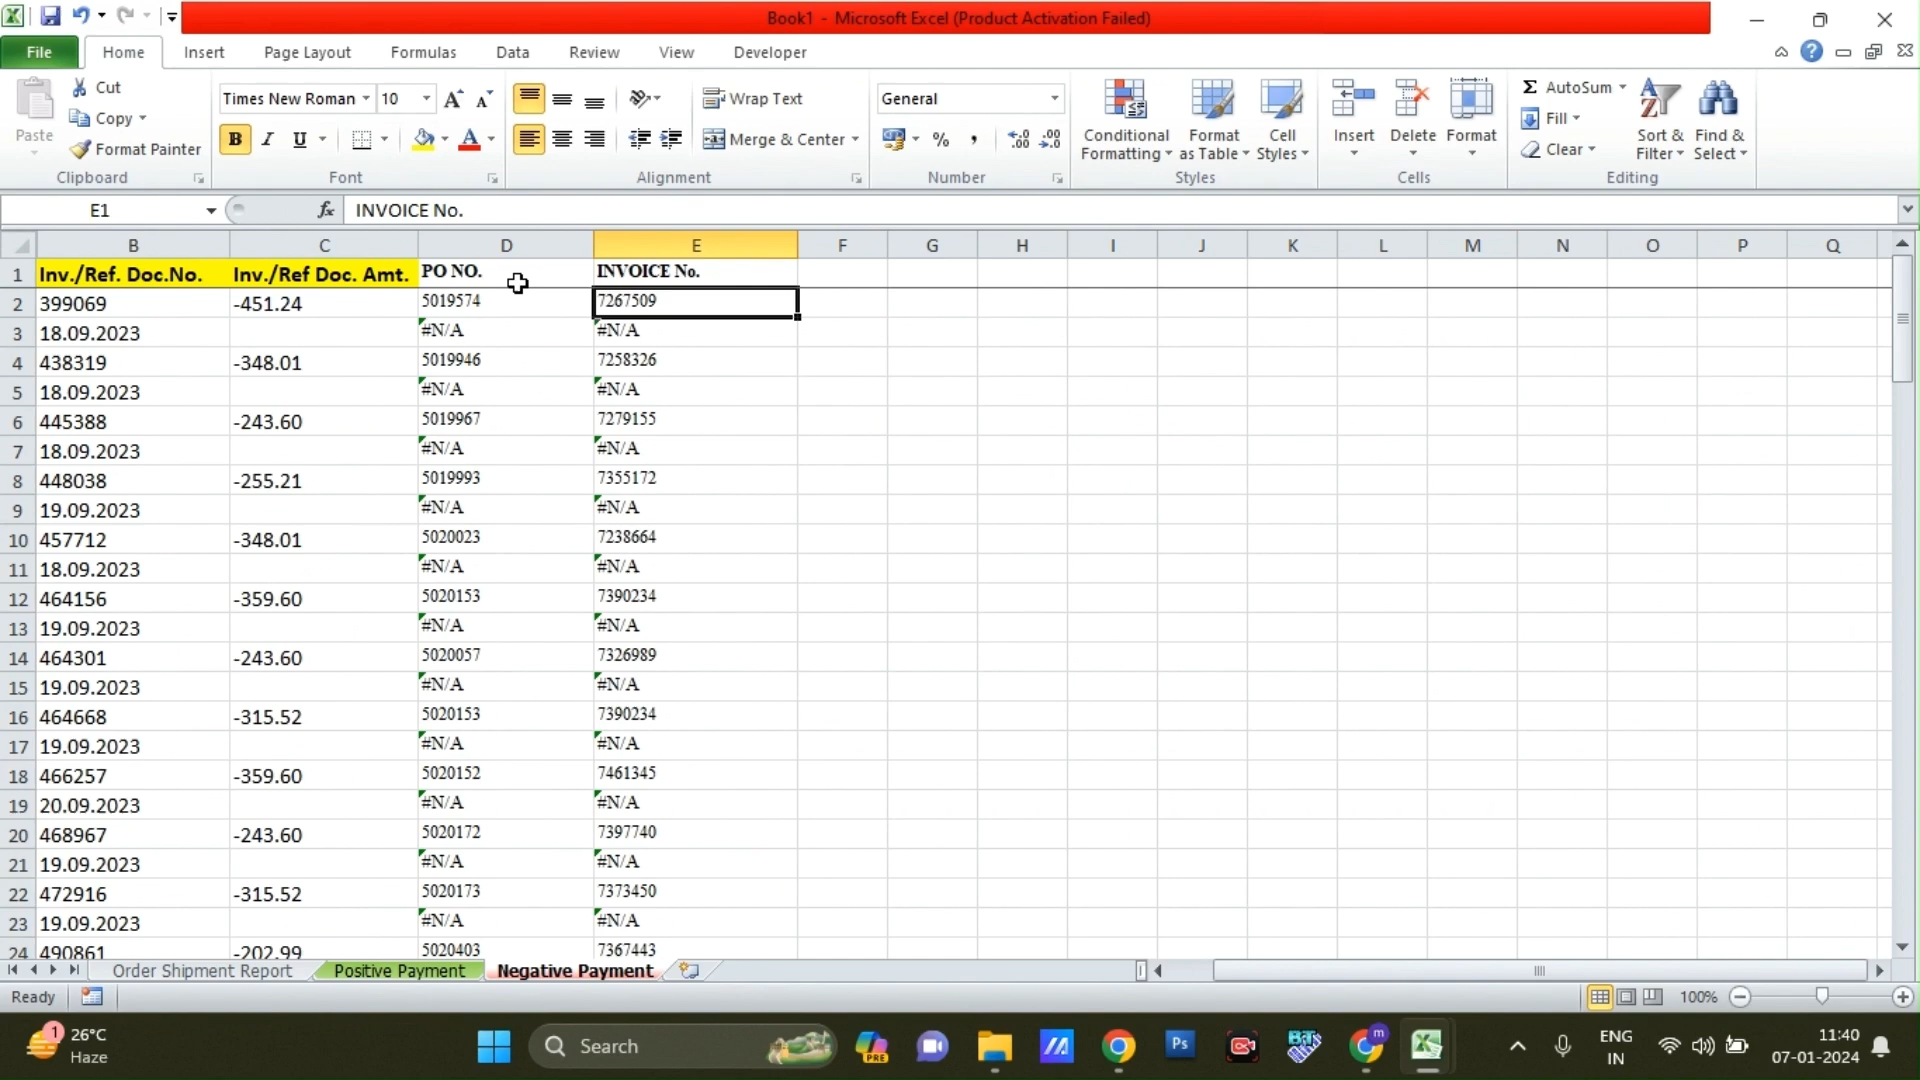 Book1 - Microsoft Excel (Product Activation Failed)
File Home Insert Page Layout Formulas Data Review View Developer
Paste
Cut
Copy
Format Painter
Clipboard
Times New Roman 10
B I U
Font
Wrap Text
Merge & Center
Alignment
General
%
Number
Conditional Formatting
Format as Table
Cell Styles
Styles
Insert
Delete
Format
Cells
Σ AutoSum
Fill
Clear
Sort & Filter
Find & Select
Editing
E1 fx INVOICE No.
B C D E F G H I J K L M N O P Q
1 Inv./Ref. Doc.No. Inv./Ref Doc. Amt. PO NO. INVOICE No.
2 399069 -451.24 5019574 7267509
3 18.09.2023 #N/A #N/A
4 438319 -348.01 5019946 7258326
5 18.09.2023 #N/A #N/A
6 445388 -243.60 5019967 7279155
7 18.09.2023 #N/A #N/A
8 448038 -255.21 5019993 7355172
9 19.09.2023 #N/A #N/A
10 457712 -348.01 5020023 7238664
11 18.09.2023 #N/A #N/A
12 464156 -359.60 5020153 7390234
13 19.09.2023 #N/A #N/A
14 464301 -243.60 5020057 7326989
15 19.09.2023 #N/A #N/A
16 464668 -315.52 5020153 7390234
17 19.09.2023 #N/A #N/A
18 466257 -359.60 5020152 7461345
19 20.09.2023 #N/A #N/A
20 468967 -243.60 5020172 7397740
21 19.09.2023 #N/A #N/A
22 472916 -315.52 5020173 7373450
23 19.09.2023 #N/A #N/A
24 490861 -202.99 5020403 7367443
Order Shipment Report Positive Payment Negative Payment
Ready 100%
1 26°C
Haze
Search
PRE
Ps
m
ENG
IN
11:40
07-01-2024